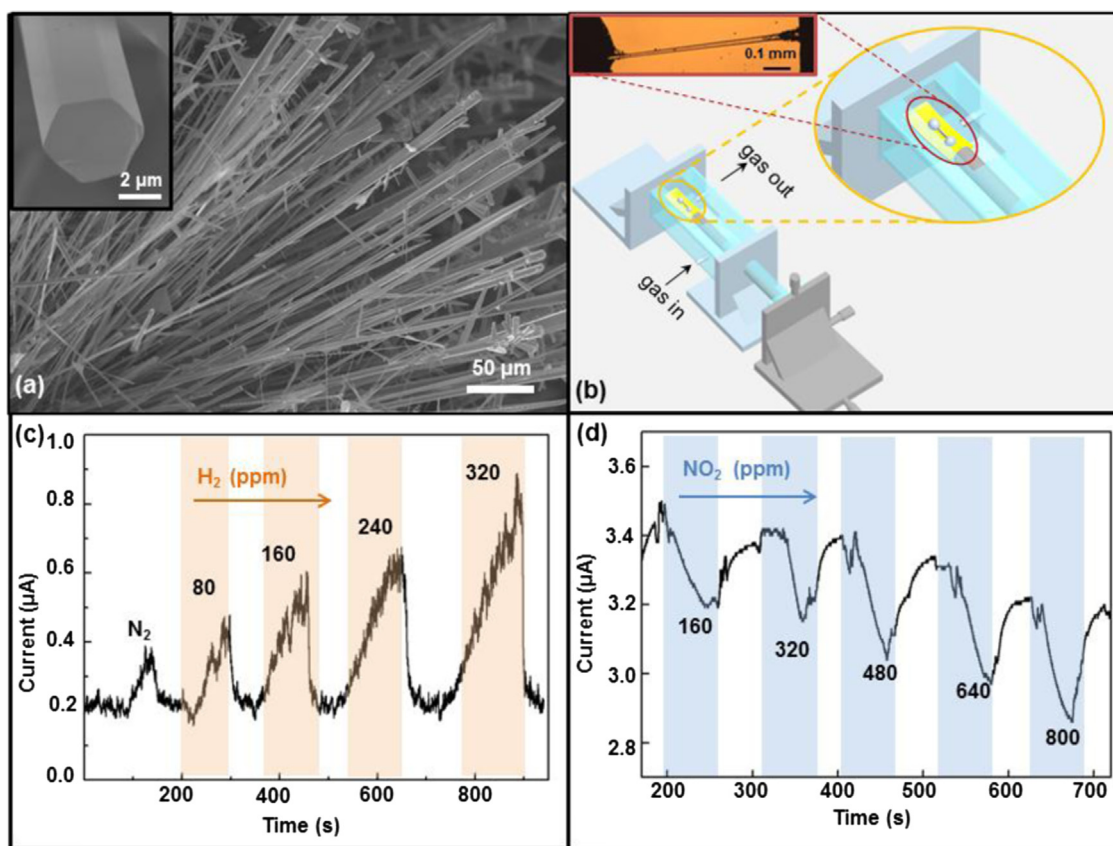 2 μm
50 μm
(a)
0.1 mm
gas out
gas in
(b)
(c)
1.0
0.8
0.6
0.4
0.2
0.0
Current (μA)
H₂ (ppm)
N₂
80
160
240
320
200
400
600
800
Time (s)
(d)
3.6
3.4
3.2
3.0
2.8
Current (μA)
NO₂ (ppm)
160
320
480
640
800
200
300
400
500
600
700
Time (s)